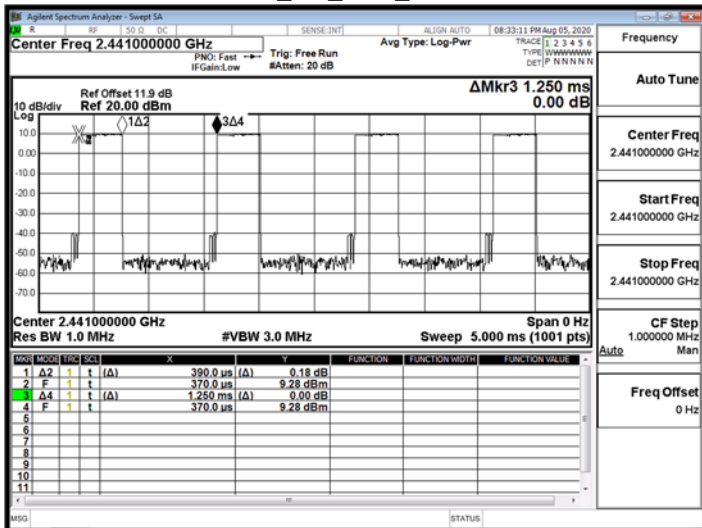 Agilent Spectrum Analyzer - Swept SA
R RF 50 Ω DC SENSE:INT ALIGN AUTO 08:33:11 PM Aug 05, 2020
Center Freq 2.441000000 GHz
PNO: Fast
IFGain:Low
Trig: Free Run
#Atten: 20 dB
Avg Type: Log-Pwr
TRACE 1 2 3 4 5 6
TYPE WWWWWW
DET P N N N N N
Ref Offset 11.9 dB
10 dB/div Ref 20.00 dBm
Log
ΔMkr3 1.250 ms
0.00 dB
1Δ2
3Δ4
10.0
0.00
-10.0
-20.0
-30.0
-40.0
-50.0
-60.0
-70.0
Center 2.441000000 GHz Span 0 Hz
Res BW 1.0 MHz #VBW 3.0 MHz Sweep 5.000 ms (1001 pts)
MKR MODE TRC SCL X Y FUNCTION FUNCTION WIDTH FUNCTION VALUE
1 Δ2 1 t (Δ) 390.0 µs (Δ) 0.18 dB
2 F 1 t 370.0 µs 9.28 dBm
3 Δ4 1 t (Δ) 1.250 ms (Δ) 0.00 dB
4 F 1 t 370.0 µs 9.28 dBm
5
6
7
8
9
10
11
MSG STATUS
Frequency
Auto Tune
Center Freq
2.441000000 GHz
Start Freq
2.441000000 GHz
Stop Freq
2.441000000 GHz
CF Step
1.000000 MHz
Auto Man
Freq Offset
0 Hz